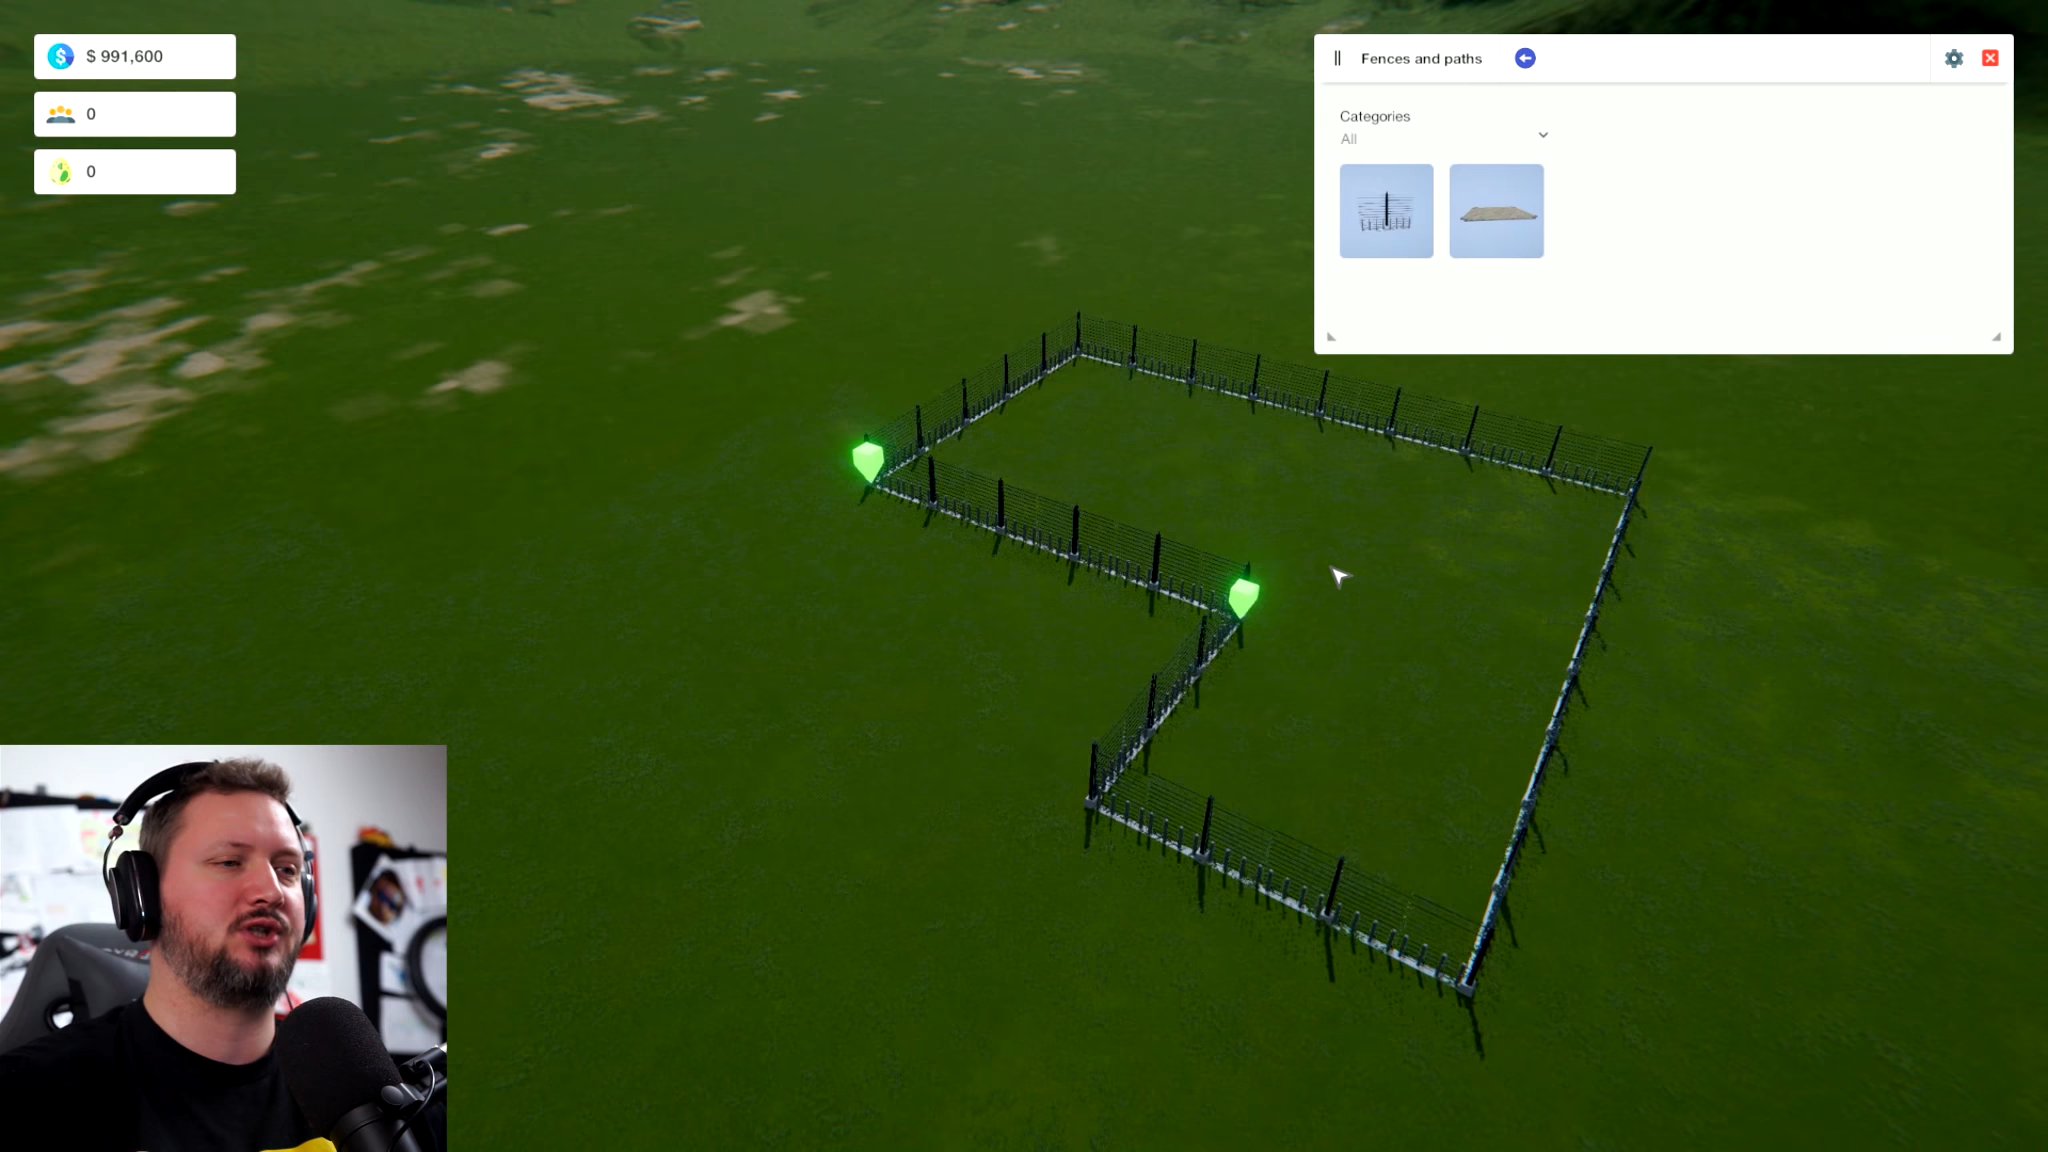 $ 991,600
0
0
Fences and paths
Categories
All